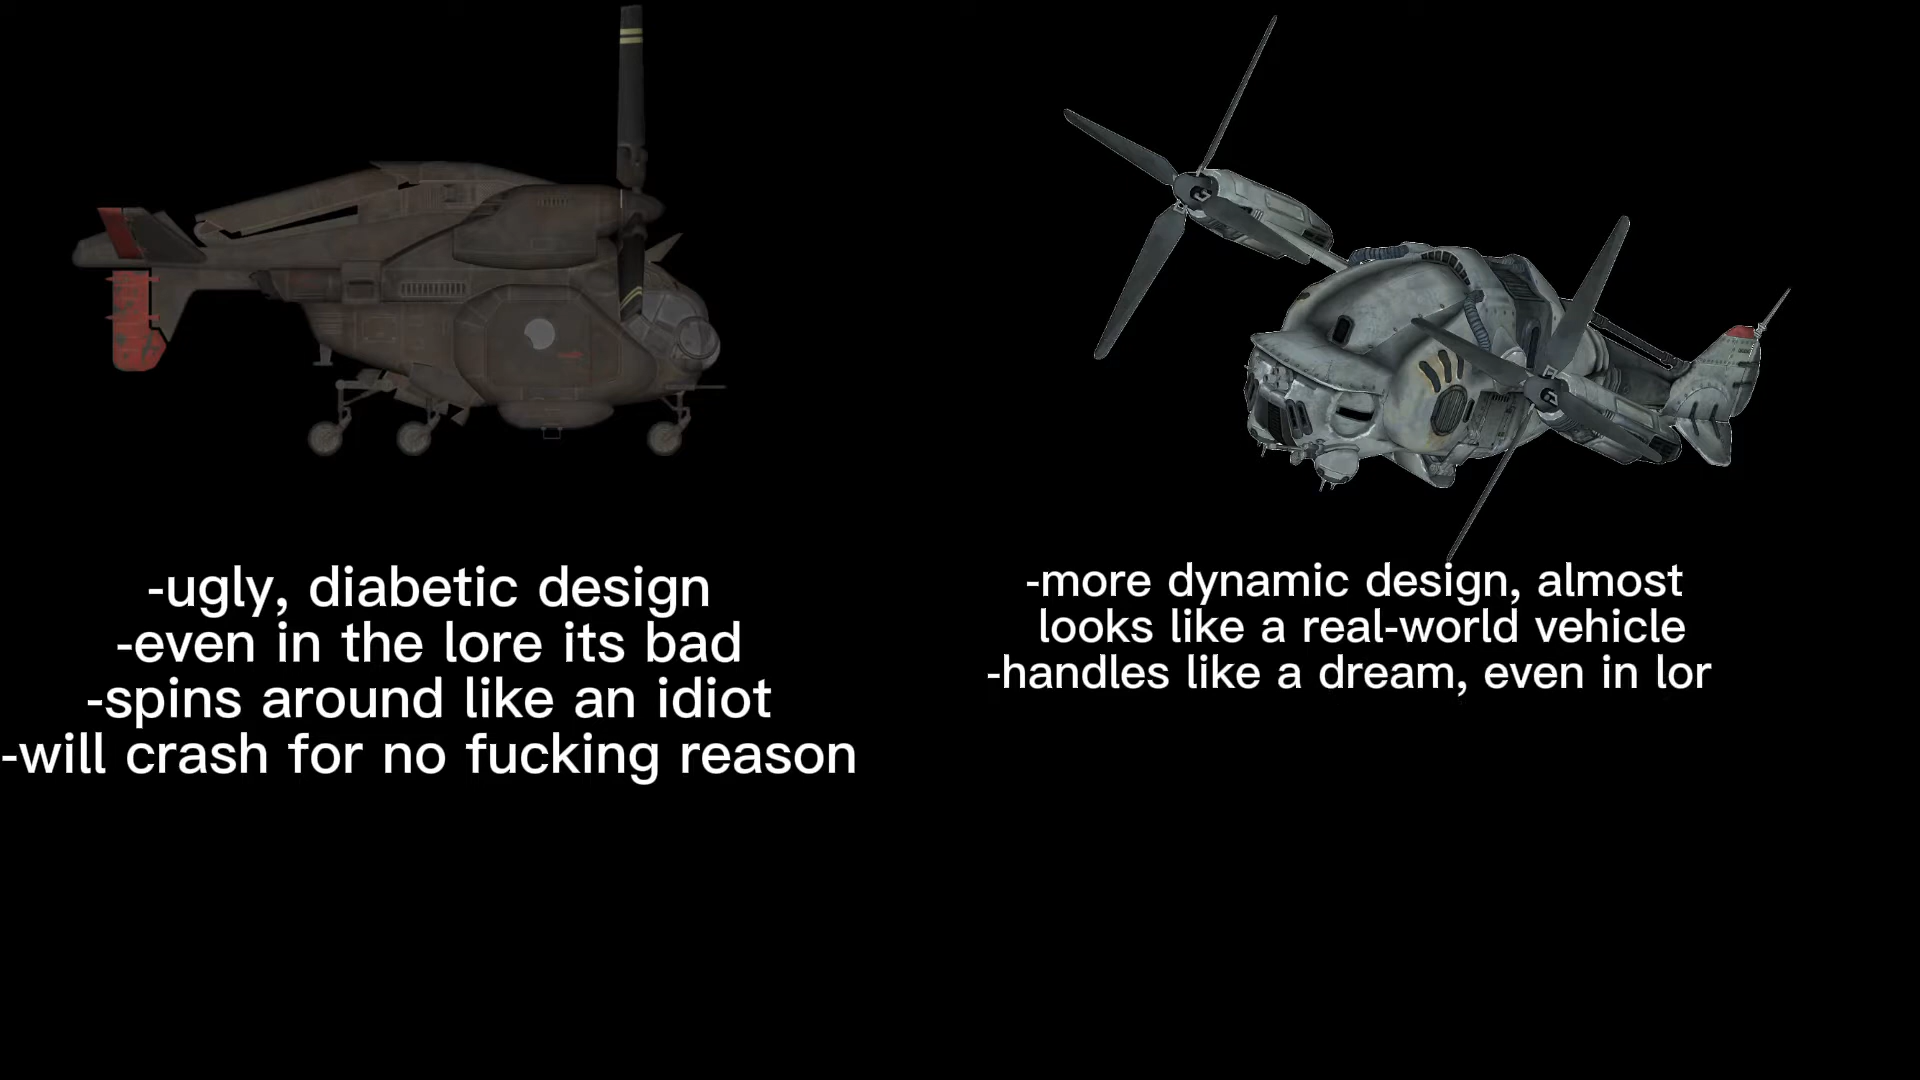 -ugly, diabetic design
-even in the lore its bad
-spins around like an idiot
-will crash for no fucking reason
-more dynamic design, almost
looks like a real-world vehicle
-handles like a dream, even in lor